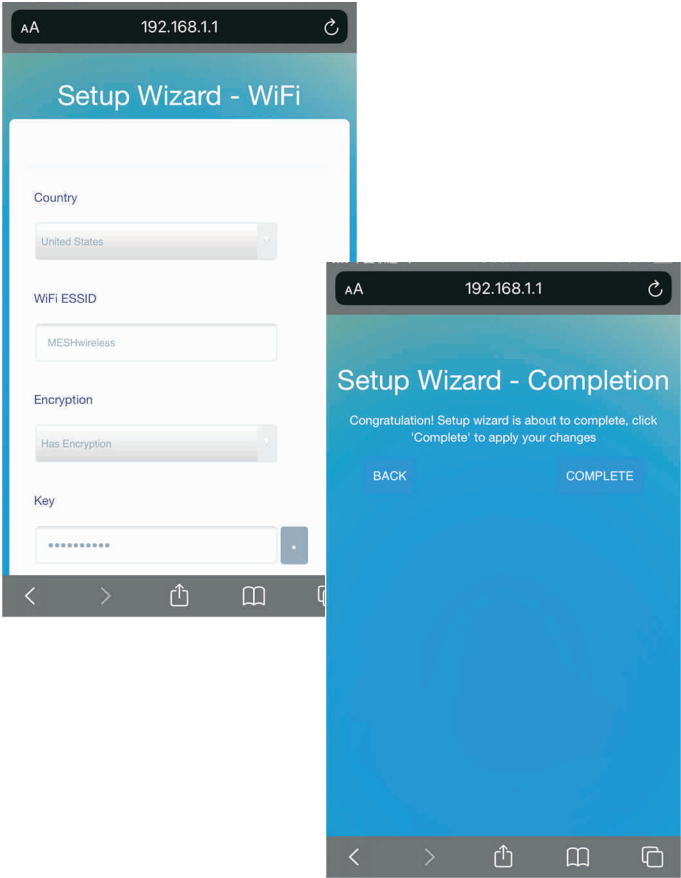 AA 192.168.1.1
Setup Wizard - WiFi
Country
United States
WiFi ESSID
MESHwireless
Encryption
Has Encryption
Key
••••••••••
AA 192.168.1.1
Setup Wizard - Completion
Congratulation! Setup wizard is about to complete, click
'Complete' to apply your changes
BACK COMPLETE